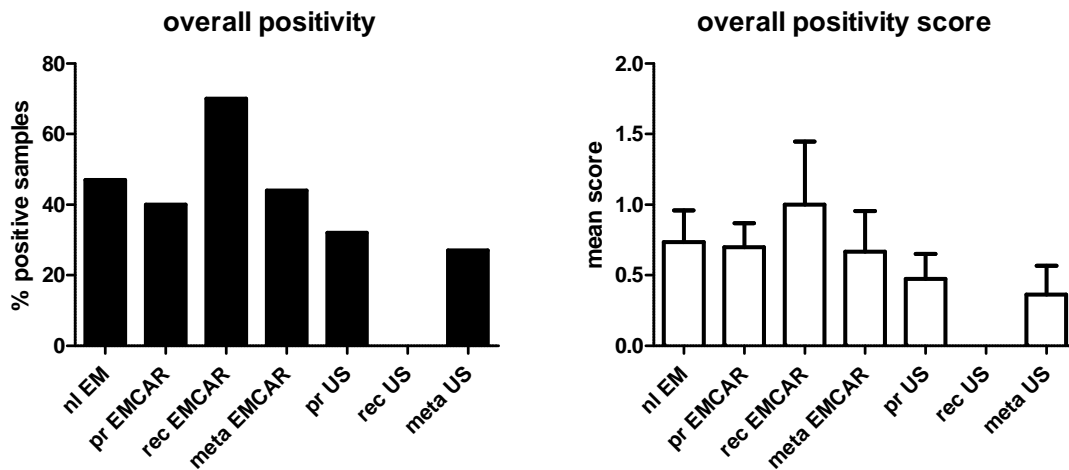 overall positivity
% positive samples
80
60
40
20
0
nl EM
pr EMCAR
rec EMCAR
meta EMCAR
pr US
rec US
meta US
overall positivity score
mean score
2.0
1.5
1.0
0.5
0.0
nl EM
pr EMCAR
rec EMCAR
meta EMCAR
pr US
rec US
meta US